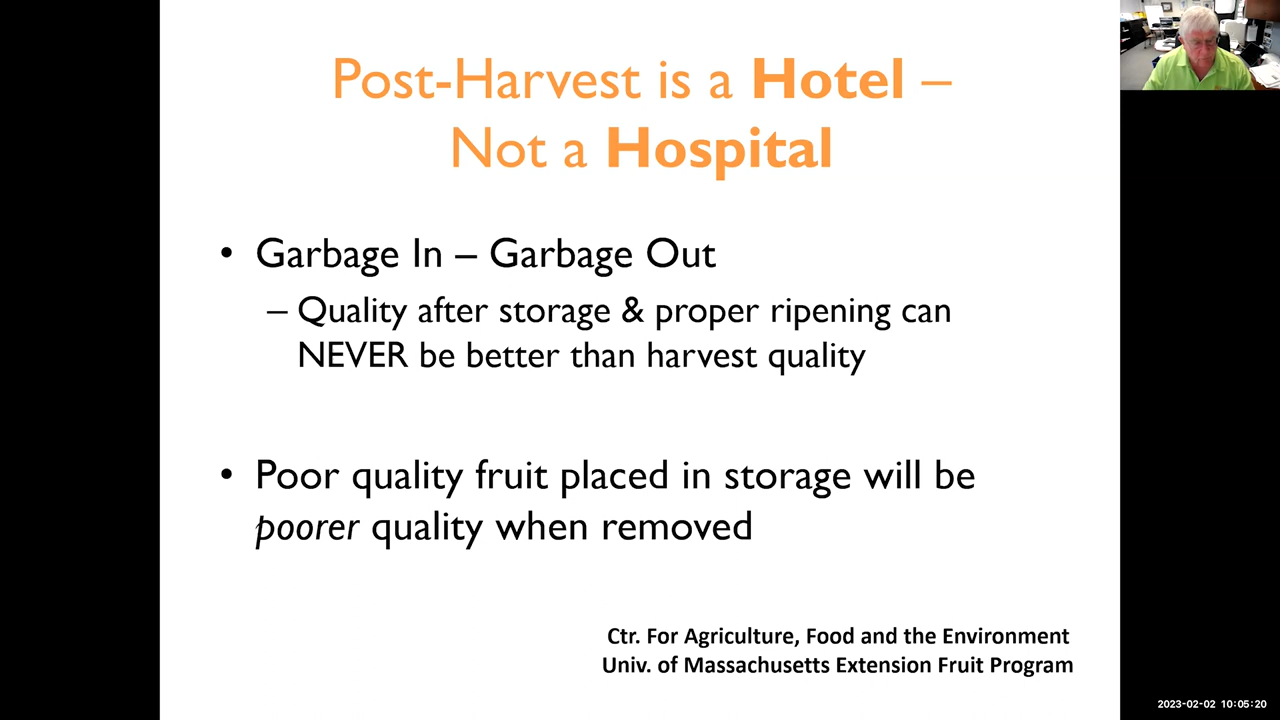 Post-Harvest is a Hotel –
Not a Hospital
• Garbage In – Garbage Out
– Quality after storage & proper ripening can
NEVER be better than harvest quality
• Poor quality fruit placed in storage will be
poorer quality when removed
Ctr. For Agriculture, Food and the Environment
Univ. of Massachusetts Extension Fruit Program
2023-02-02 10:05:20